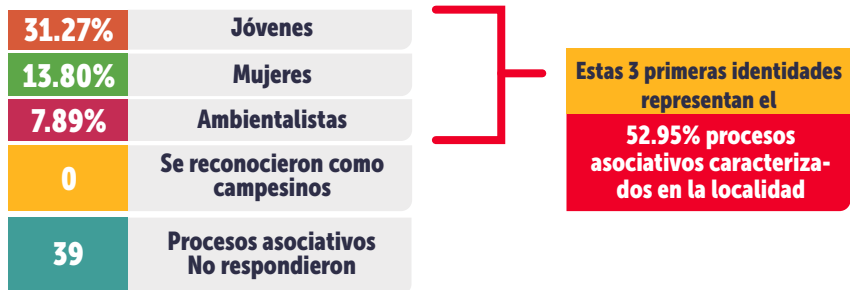 31.27%
Jóvenes
13.80%
Mujeres
7.89%
Ambientalistas
0
Se reconocieron como
campesinos
39
Procesos asociativos
No respondieron
Estas 3 primeras identidades
representan el
52.95% procesos
asociativos caracteriza-
dos en la localidad